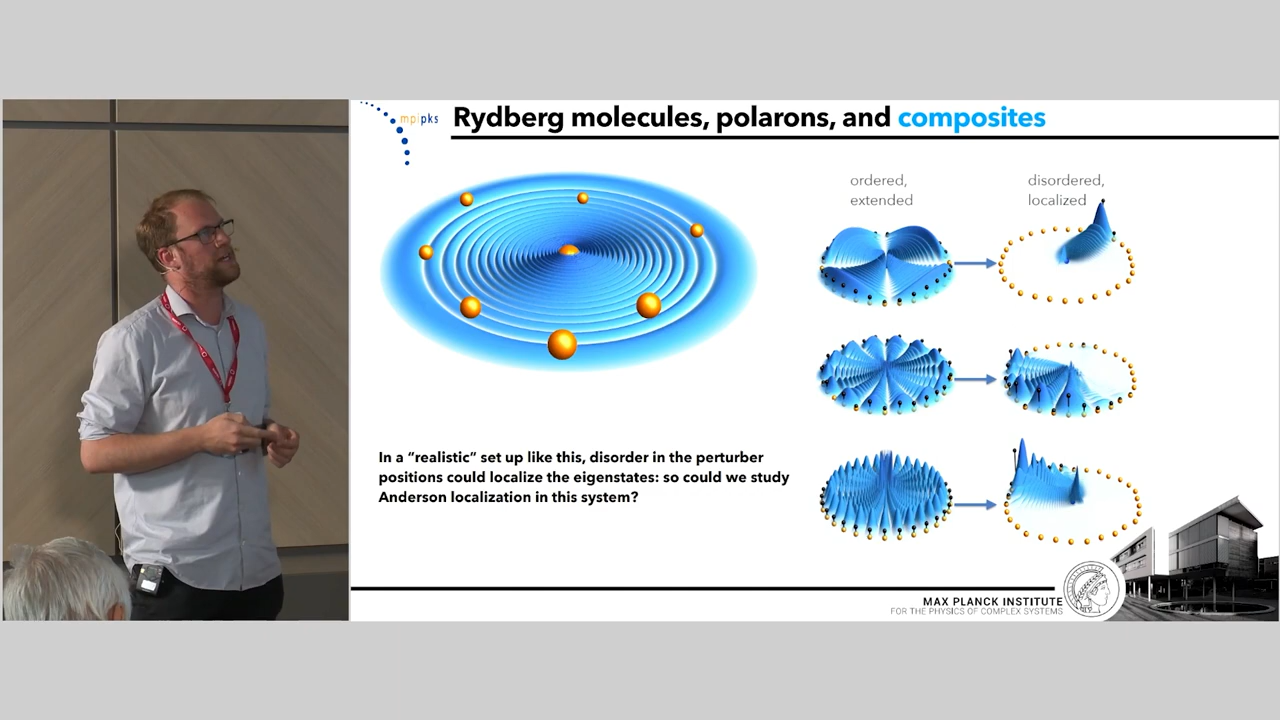 mpipks
Rydberg molecules, polarons, and composites
ordered,
extended
disordered,
localized
In a “realistic” set up like this, disorder in the perturber
positions could localize the eigenstates: so could we study
Anderson localization in this system?
MAX PLANCK INSTITUTE
FOR THE PHYSICS OF COMPLEX SYSTEMS